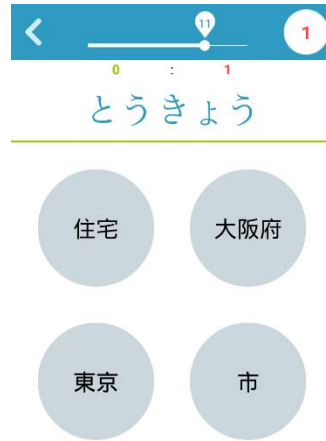 11
1
0 : 1
とうきょう
住宅 大阪府
東京 市